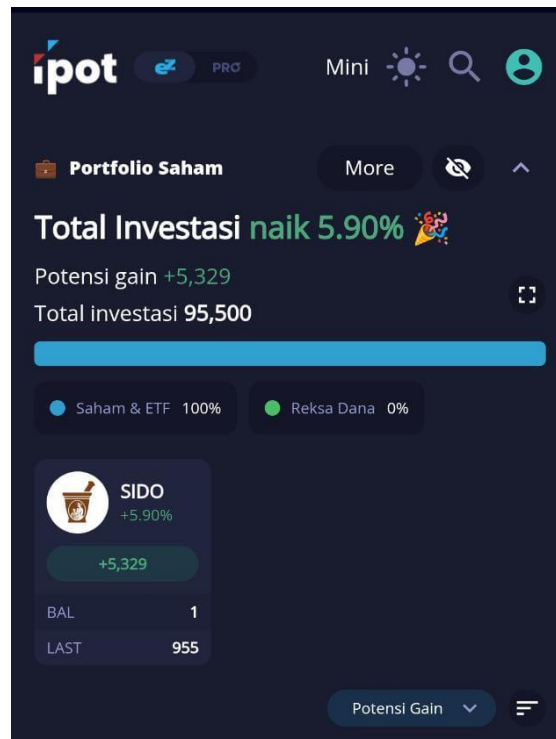 ipot eZ PRO Mini
Portfolio Saham More
Total Investasi naik 5.90%
Potensi gain +5,329
Total investasi 95,500
Saham & ETF 100% Reksa Dana 0%
SIDO
+5.90%
+5,329
BAL 1
LAST 955
Potensi Gain